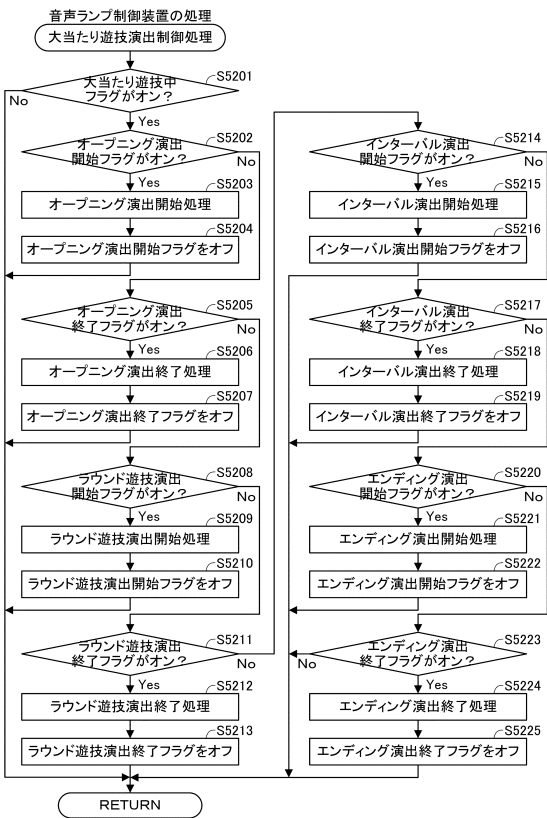 音声ランプ制御装置の処理
大当たり遊技演出制御処理
S5201
大当たり遊技中
フラグがオン？
No
Yes
S5202
オープニング演出
開始フラグがオン？
No
Yes
S5203
オープニング演出開始処理
S5204
オープニング演出開始フラグをオフ
S5205
オープニング演出
終了フラグがオン？
No
Yes
S5206
オープニング演出終了処理
S5207
オープニング演出終了フラグをオフ
S5208
ラウンド遊技演出
開始フラグがオン？
No
Yes
S5209
ラウンド遊技演出開始処理
S5210
ラウンド遊技演出開始フラグをオフ
S5211
ラウンド遊技演出
終了フラグがオン？
No
Yes
S5212
ラウンド遊技演出終了処理
S5213
ラウンド遊技演出終了フラグをオフ
RETURN
S5214
インターバル演出
開始フラグがオン？
No
Yes
S5215
インターバル演出開始処理
S5216
インターバル演出開始フラグをオフ
S5217
インターバル演出
終了フラグがオン？
No
Yes
S5218
インターバル演出終了処理
S5219
インターバル演出終了フラグをオフ
S5220
エンディング演出
開始フラグがオン？
No
Yes
S5221
エンディング演出開始処理
S5222
エンディング演出開始フラグをオフ
S5223
エンディング演出
終了フラグがオン？
No
Yes
S5224
エンディング演出終了処理
S5225
エンディング演出終了フラグをオフ